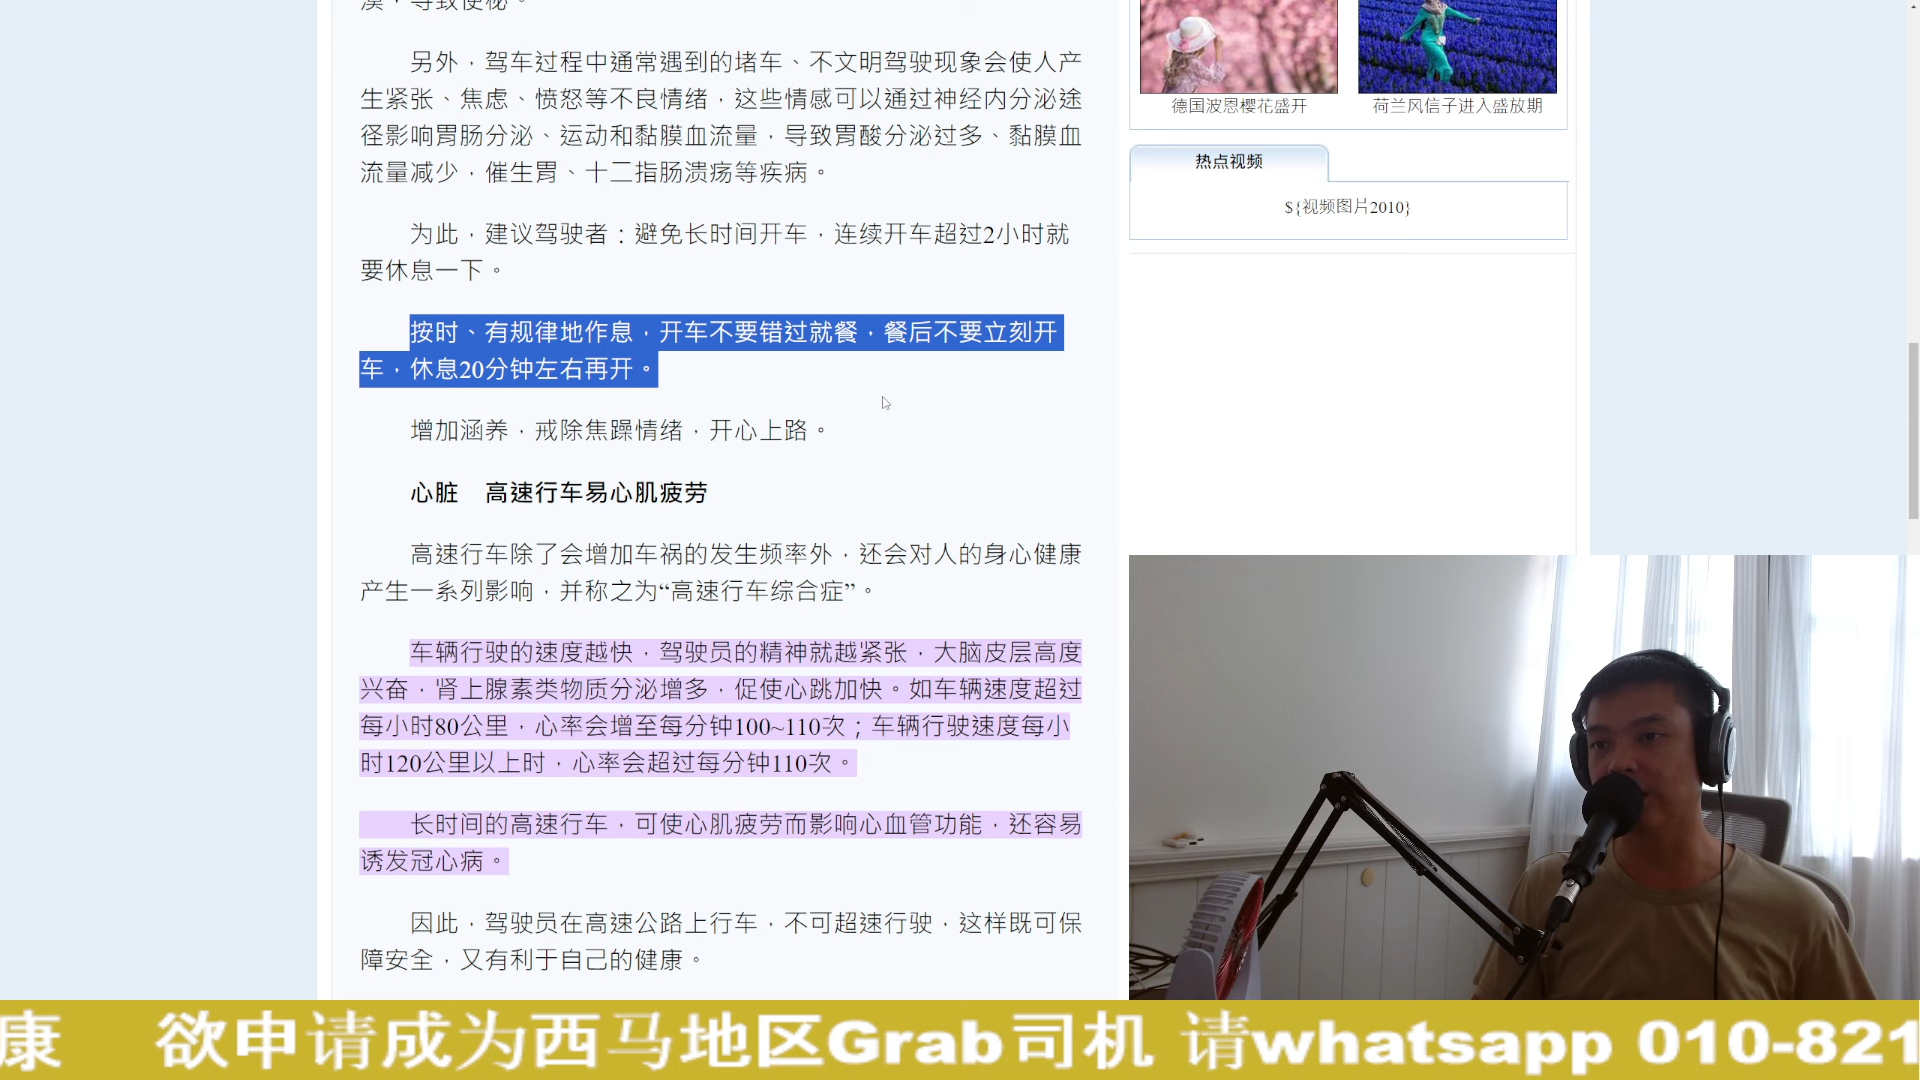 漠，导致便秘。
另外，驾车过程中通常遇到的堵车、不文明驾驶现象会使人产
生紧张、焦虑、愤怒等不良情绪，这些情感可以通过神经内分泌途
径影响胃肠分泌、运动和黏膜血流量，导致胃酸分泌过多、黏膜血
流量减少，催生胃、十二指肠溃疡等疾病。
为此，建议驾驶者：避免长时间开车，连续开车超过2小时就
要休息一下。
按时、有规律地作息，开车不要错过就餐，餐后不要立刻开
车，休息20分钟左右再开。
增加涵养，戒除焦躁情绪，开心上路。
心脏　高速行车易心肌疲劳
高速行车除了会增加车祸的发生频率外，还会对人的身心健康
产生一系列影响，并称之为“高速行车综合症”。
车辆行驶的速度越快，驾驶员的精神就越紧张，大脑皮层高度
兴奋，肾上腺素类物质分泌增多，促使心跳加快。如车辆速度超过
每小时80公里，心率会增至每分钟100~110次；车辆行驶速度每小
时120公里以上时，心率会超过每分钟110次。
长时间的高速行车，可使心肌疲劳而影响心血管功能，还容易
诱发冠心病。
因此，驾驶员在高速公路上行车，不可超速行驶，这样既可保
障安全，又有利于自己的健康。
德国波恩樱花盛开
荷兰风信子进入盛放期
热点视频
${视频图片2010}
康 欲申请成为西马地区Grab司机 请whatsapp 010-821